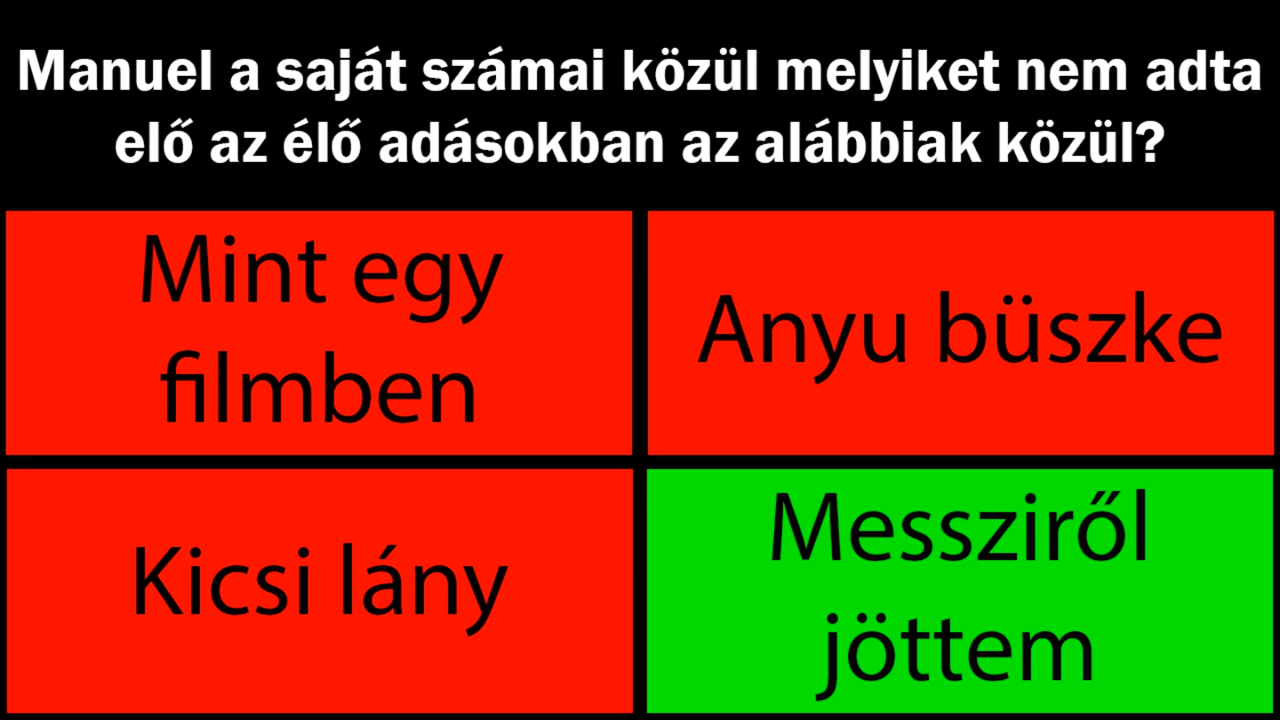 Manuel a saját számai közül melyiket nem adta
elő az élő adásokban az alábbiak közül?
Mint egy
filmben
Anyu büszke
Kicsi lány
Messziről
jöttem